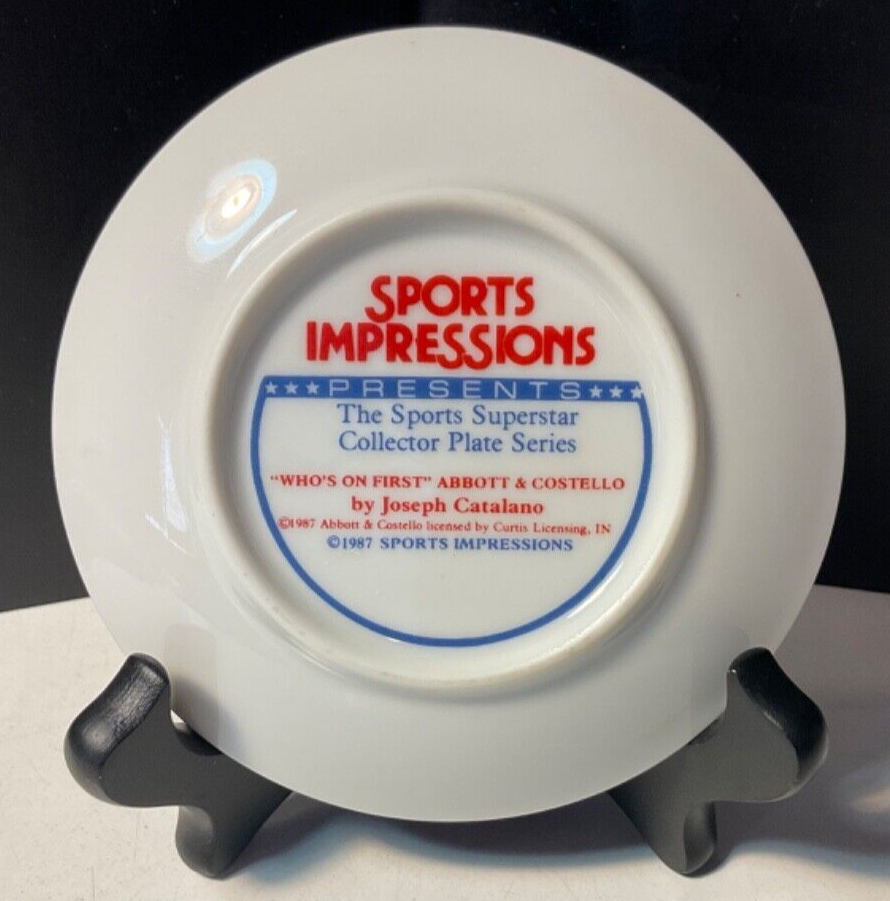 SPORTS
IMPRESSIONS
★★★PRESENTS★★★
The Sports Superstar
Collector Plate Series
"WHO'S ON FIRST" ABBOTT & COSTELLO
by Joseph Catalano
©1987 Abbott & Costello licensed by Curtis Licensing, IN
©1987 SPORTS IMPRESSIONS